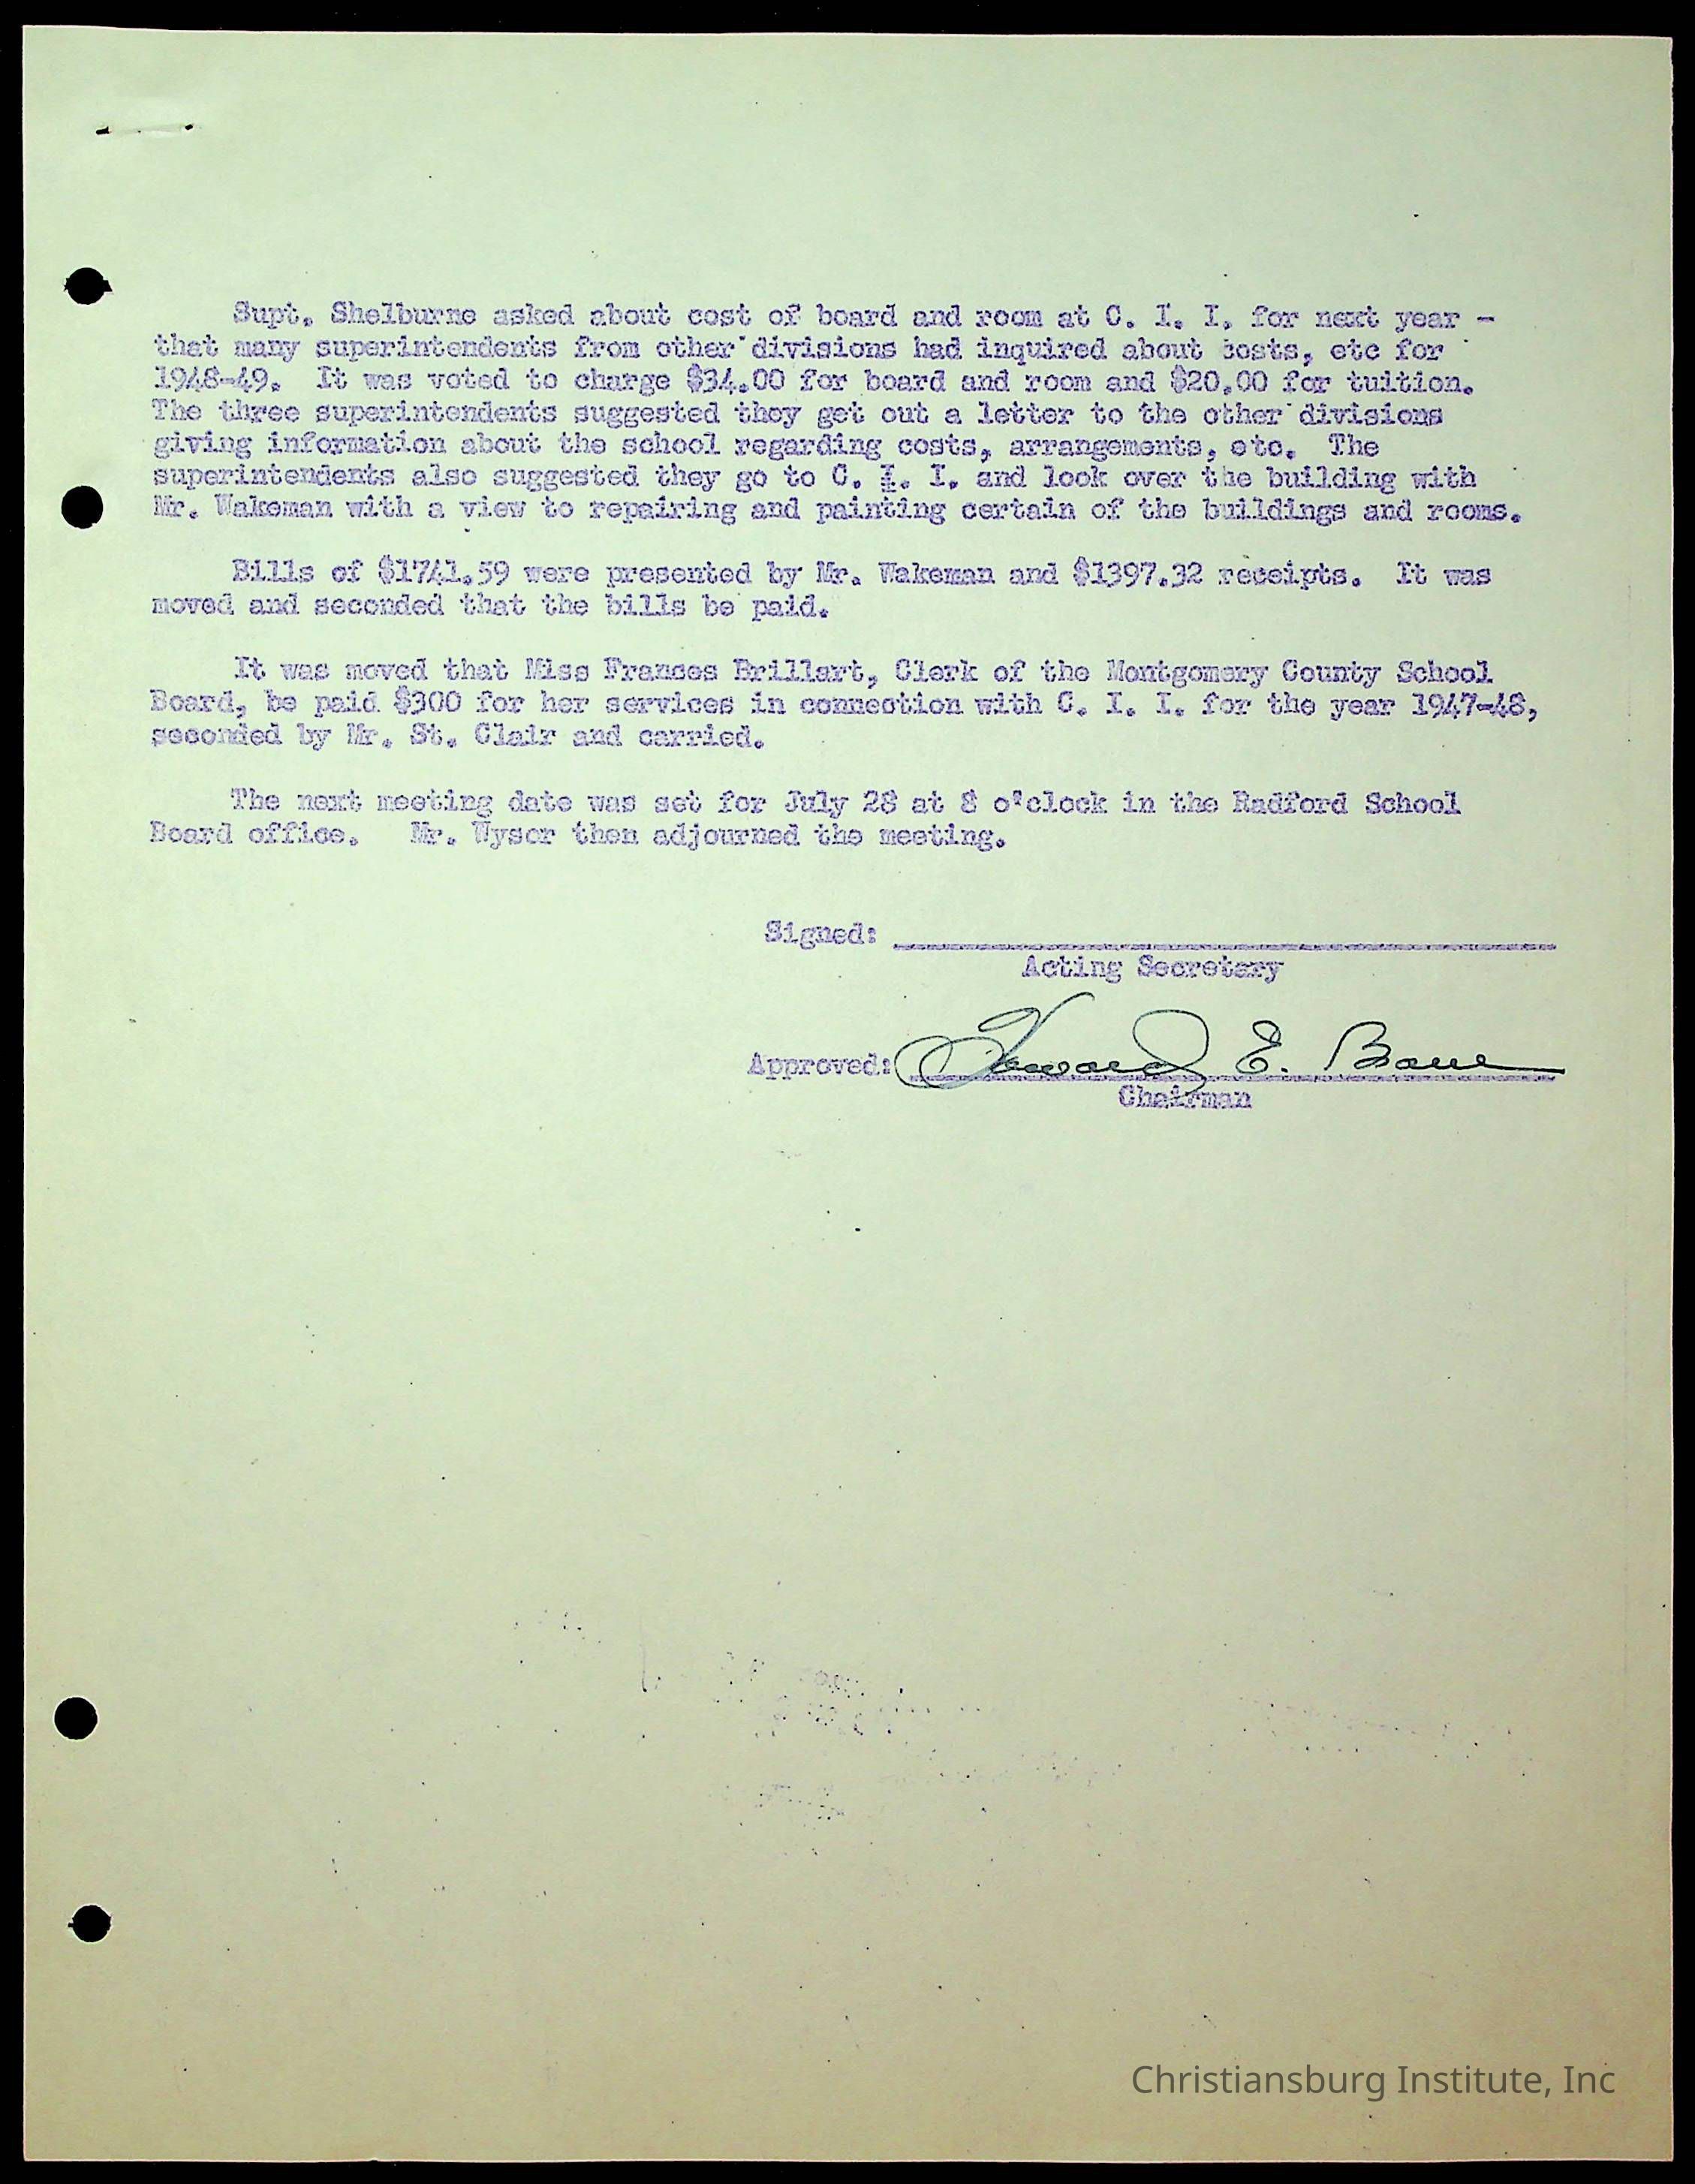 Supt. Shelburne asked about cost of board and room at C. I. I. for next year -
that many superintendents from other divisions had inquired about costs, etc for
1948-49. It was voted to charge $34.00 for board and room and $20.00 for tuition.
The three superintendents suggested they get out a letter to the other divisions
giving information about the school regarding costs, arrangements, etc. The
superintendents also suggested they go to C. I. I. and look over the building with
Mr. Wakeman with a view to repairing and painting certain of the buildings and rooms.
Bills of $1741.59 were presented by Mr. Wakeman and $1397.32 receipts. It was
moved and seconded that the bills be paid.
It was moved that Miss Frances Brillart, Clerk of the Montgomery County School
Board, be paid $300 for her services in connection with C. I. I. for the year 1947-48,
seconded by Mr. St. Clair and carried.
The next meeting date was set for July 28 at 8 o'clock in the Radford School
Board office. Mr. Wysor then adjourned the meeting.
Signed:
Acting Secretary
Approved: Howard E.
Chairman
Christiansburg Institute, Inc